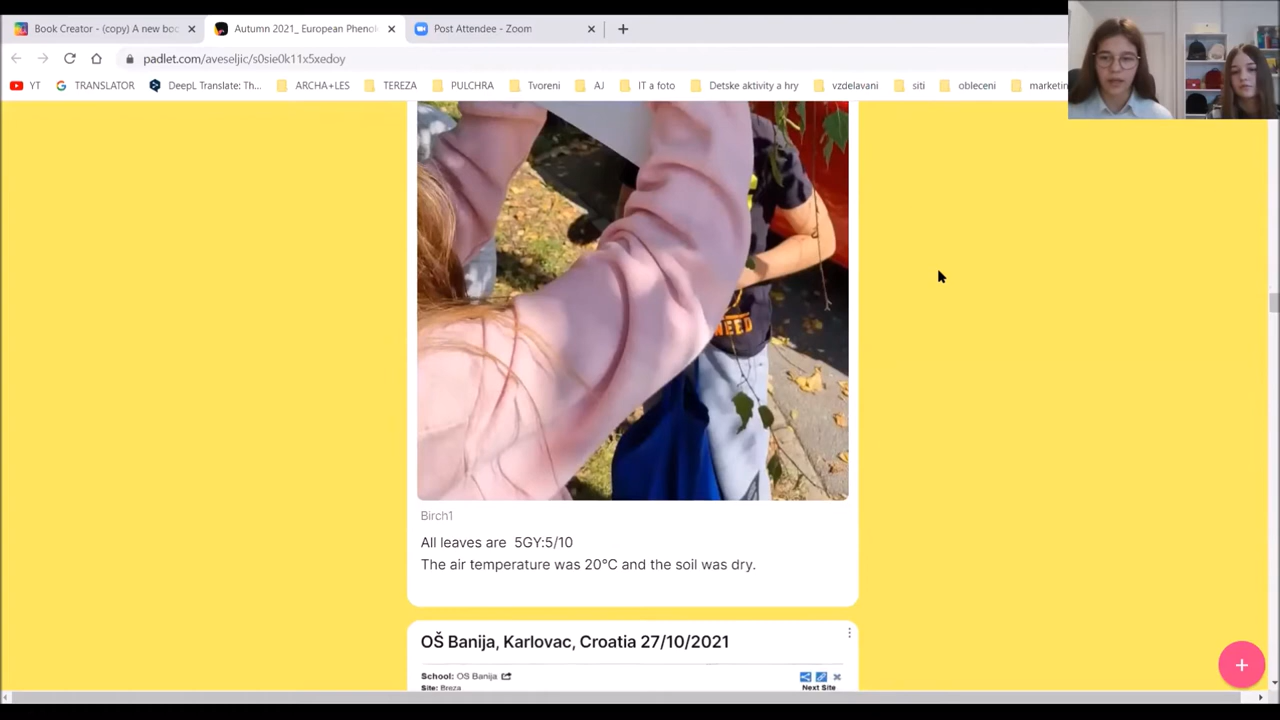 Book Creator - (copy) A new boo
Autumn 2021_ European Phenol
Post Attendee - Zoom
padlet.com/aveseljic/s0sie0k11x5xedoy
YT
TRANSLATOR
DeepL Translate: Th...
ARCHA+LES
TEREZA
PULCHRA
Tvoreni
AJ
IT a foto
Detske aktivity a hry
vzdelavani
siti
obleceni
marketin
NEED
Birch1
All leaves are 5GY:5/10
The air temperature was 20°C and the soil was dry.
OŠ Banija, Karlovac, Croatia 27/10/2021
School: OS Banija
Site: Breza
Next Site